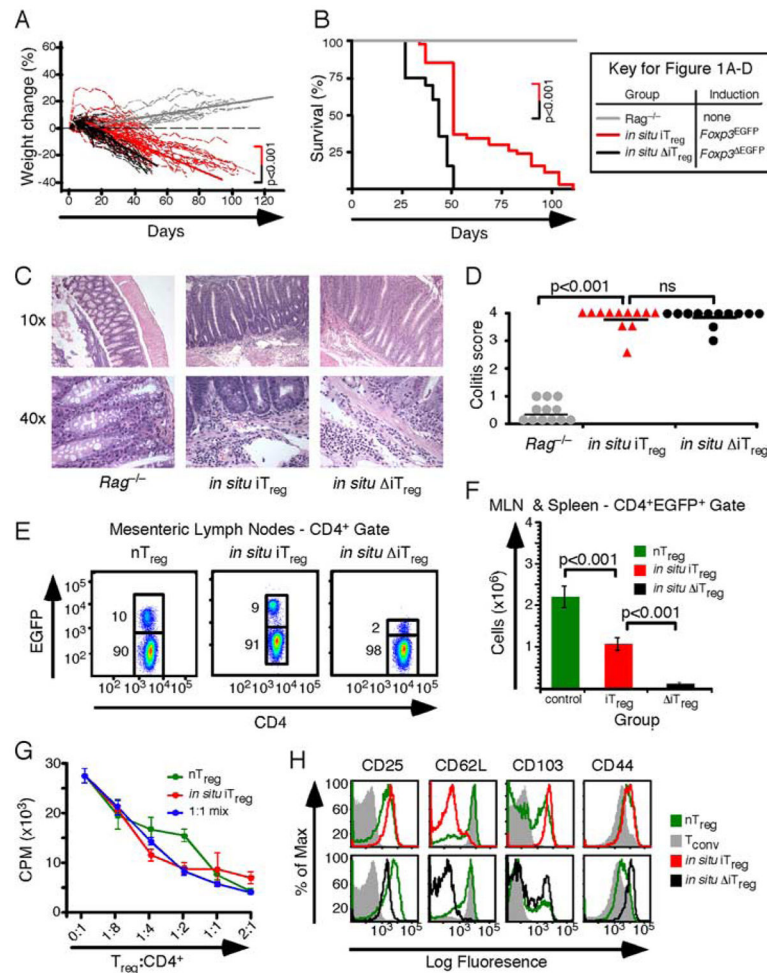 A
Weight change (%)
60
40
20
0
-20
-40
0 20 40 60 80 100 120
Days
p<0.001
B
Survival (%)
100
75
50
25
0
0 25 50 75 100
Days
p<0.001
Key for Figure 1A-D
Group Induction
Rag–/– none
in situ iTreg Foxp3EGFP
in situ ΔiTreg Foxp3ΔEGFP
C
10x
40x
Rag–/– in situ iTreg in situ ΔiTreg
D
p<0.001 ns
Colitis score
4
3
2
1
0
Rag–/– in situ iTreg in situ ΔiTreg
E
Mesenteric Lymph Nodes - CD4+ Gate
nTreg in situ iTreg in situ ΔiTreg
EGFP
10⁵
10⁴
10³
10²
10 9 2
90 91 98
10² 10³ 10⁴ 10⁵ 10² 10³ 10⁴ 10⁵ 10² 10³ 10⁴ 10⁵
CD4
F
MLN & Spleen - CD4+EGFP+ Gate
Cells (x10⁶)
3
2
1
p<0.001
p<0.001
nTreg
in situ iTreg
in situ ΔiTreg
control iTreg ΔiTreg
Group
G
CPM (x10³)
30
20
10
0
nTreg
in situ iTreg
1:1 mix
0:1 1:8 1:4 1:2 1:1 2:1
Treg:CD4+
H
CD25 CD62L CD103 CD44
% of Max
100
60
20
100
60
20
10³ 10⁵ 10³ 10⁵ 10³ 10⁵ 10³ 10⁵
Log Fluoresence
nTreg
Tconv
in situ iTreg
in situ ΔiTreg